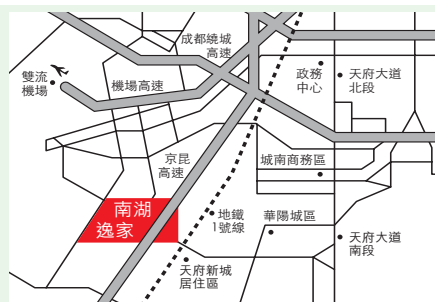 成都繞城
高速
雙流
機場
機場高速
政務
中心
天府大道
北段
京昆
高速
城南商務區
南湖
逸家
地鐵
1號線
華陽城區
天府大道
南段
天府新城
居住區